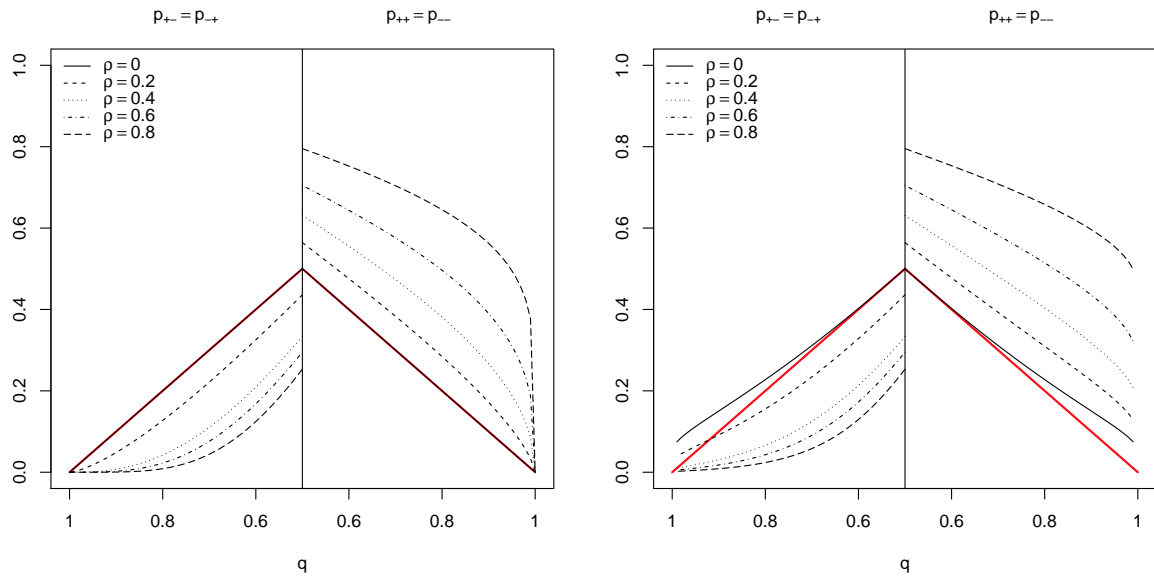 p₊₋ = p₋₊ p₊₊ = p₋₋
1.0
0.8
0.6
0.4
0.2
0.0
ρ = 0
ρ = 0.2
ρ = 0.4
ρ = 0.6
ρ = 0.8
1 0.8 0.6 0.6 0.8 1
q
p₊₋ = p₋₊ p₊₊ = p₋₋
1.0
0.8
0.6
0.4
0.2
0.0
ρ = 0
ρ = 0.2
ρ = 0.4
ρ = 0.6
ρ = 0.8
1 0.8 0.6 0.6 0.8 1
q